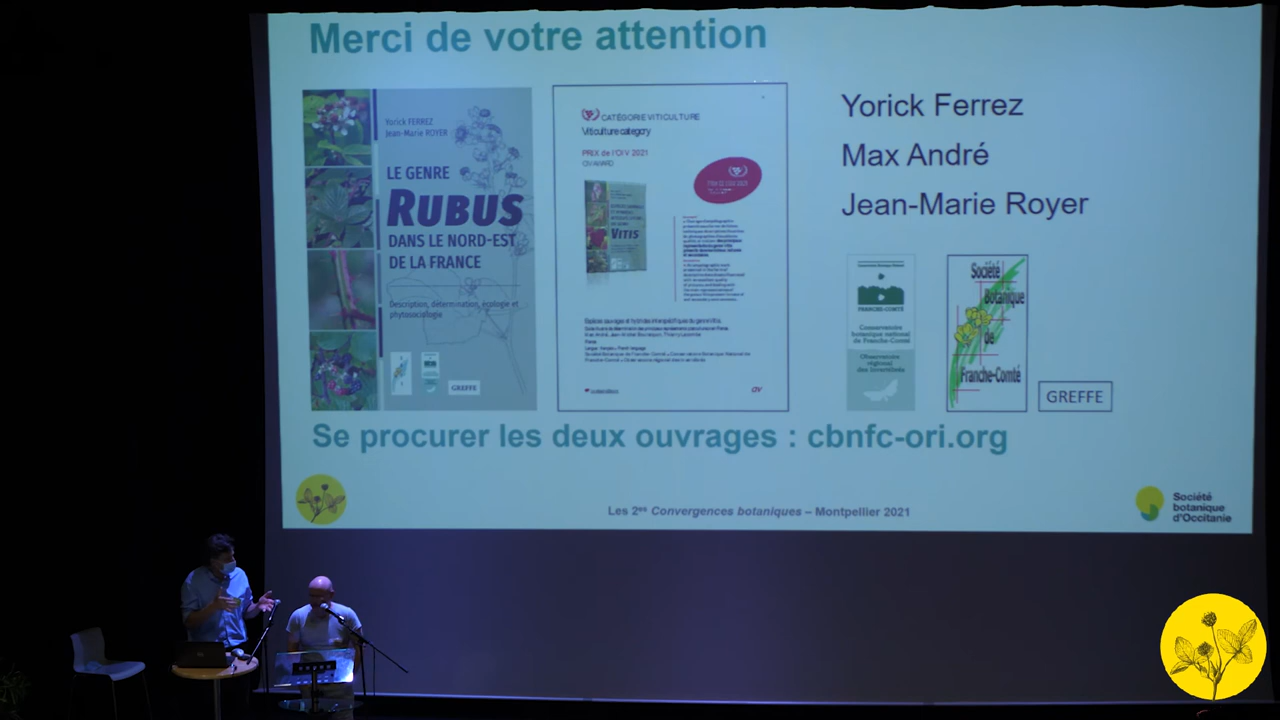 Merci de votre attention
Yorick FERREZ
Jean-Marie ROYER
LE GENRE
RUBUS
DANS LE NORD-EST
DE LA FRANCE
Description, détermination, écologie et
phytosociologie
GREFFE
CATÉGORIE VITICULTURE
Viticulture category
PRIX de l'OIV 2021
OIV AWARD
VITIS
Yorick Ferrez
Max André
Jean-Marie Royer
FRANCHE-COMTÉ
Conservatoire
botanique national
de Franche-Comté
Observatoire
régional
des invertébrés
Société
Botanique
de
Franche-Comté
GREFFE
Se procurer les deux ouvrages : cbnfc-ori.org
Les 2es Convergences botaniques – Montpellier 2021
Société
botanique
d'Occitanie